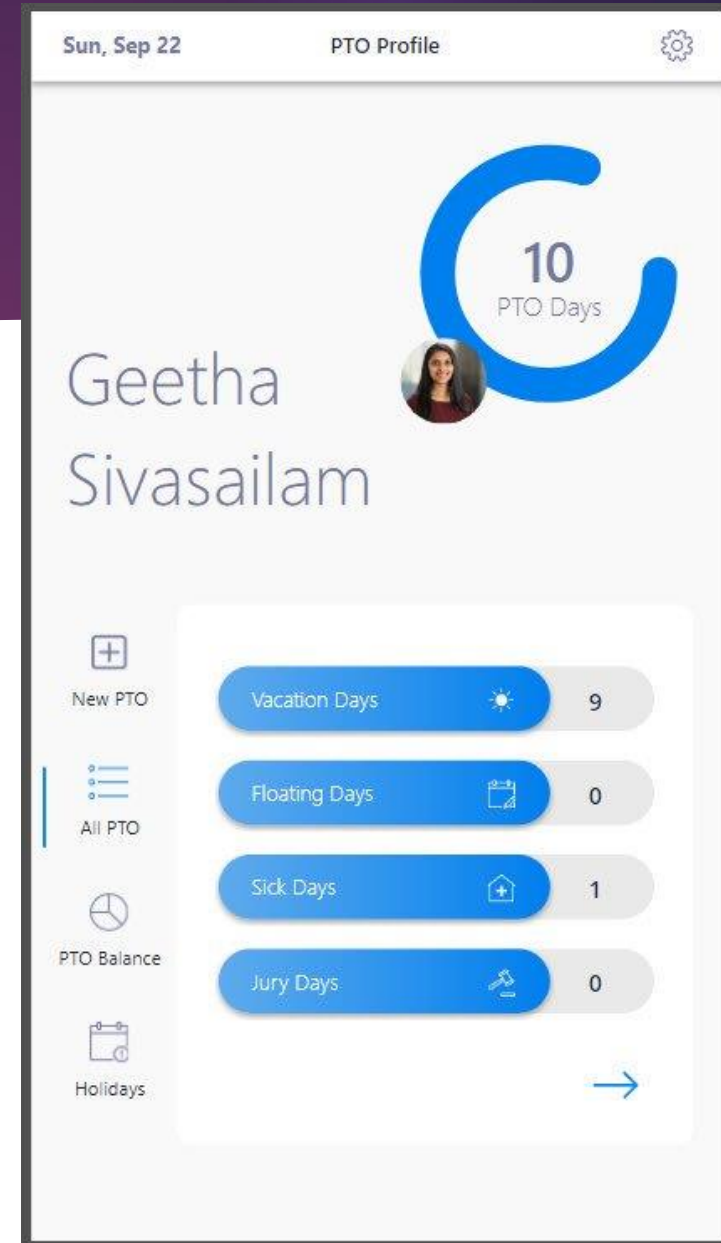 Sun, Sep 22
PTO Profile
10
PTO Days
Geetha
Sivasailam
New PTO
All PTO
PTO Balance
Holidays
Vacation Days 9
Floating Days 0
Sick Days 1
Jury Days 0